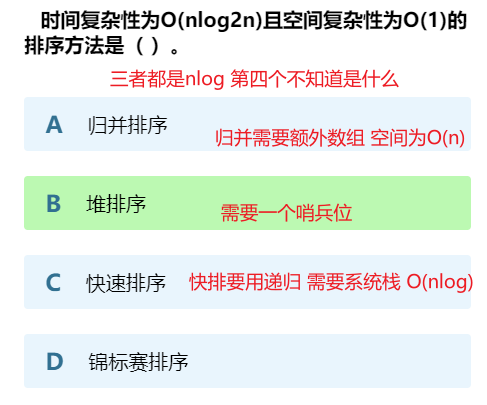 时间复杂性为O(nlog2n)且空间复杂性为O(1)的
排序方法是（ ）。
三者都是nlog 第四个不知道是什么
A 归并排序
归并需要额外数组 空间为O(n)
B 堆排序
需要一个哨兵位
C 快速排序 快排要用递归 需要系统栈 O(nlog)
D 锦标赛排序